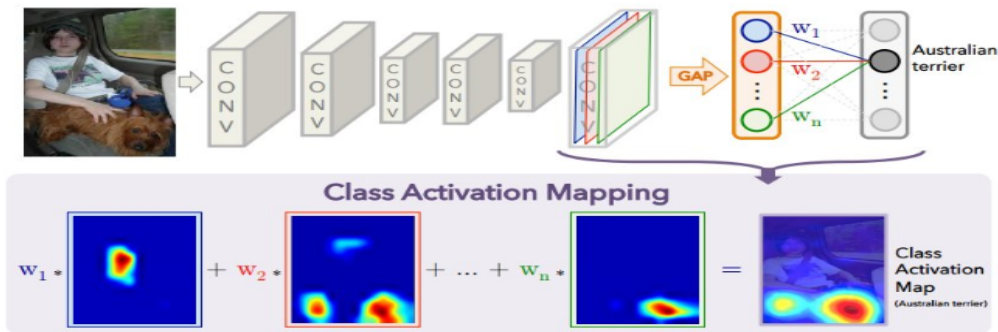 CONV
CONV
CONV
CONV
CONV
CONV
GAP
w1
w2
wn
Australian
terrier
Class Activation Mapping
w1 * + w2 * + ... + wn * =
Class
Activation
Map
(Australian terrier)